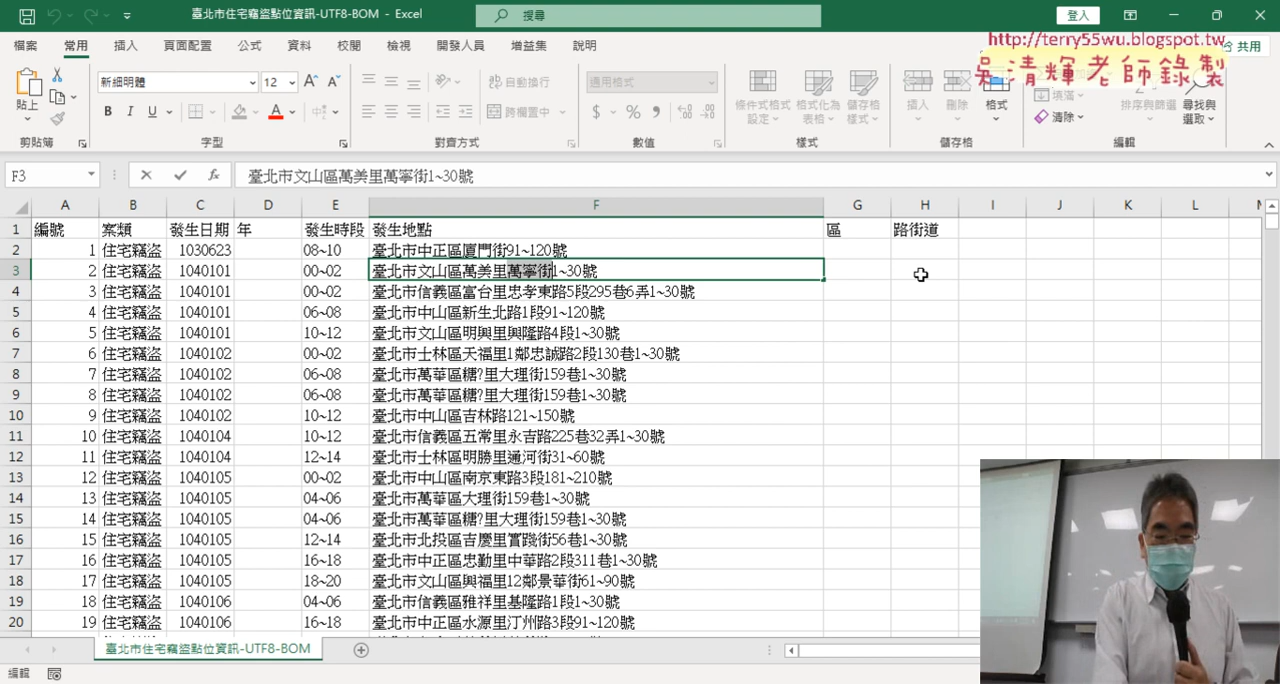 臺北市住宅竊盜點位資訊-UTF8-BOM - Excel
搜尋
登入
檔案 常用 插入 頁面配置 公式 資料 校閱 檢視 開發人員 增益集 說明
共用
http://terry55wu.blogspot.tw
吳清輝老師錄製
貼上
新細明體 12
B I U A
自動換行
跨欄置中
通用格式
$ % 9
條件式格式設定 格式化為表格 儲存格樣式
插入 刪除 格式
填滿
清除
排序與篩選 尋找與選取
剪貼簿 字型 對齊方式 數值 樣式 儲存格 編輯
F3 fx 臺北市文山區萬美里萬寧街1~30號
A B C D E F G H I J K L
1 編號 案類 發生日期 年 發生時段 發生地點 區 路街道
2 1 住宅竊盜 1030623 08~10 臺北市中正區廈門街91~120號
3 2 住宅竊盜 1040101 00~02 臺北市文山區萬美里萬寧街1~30號
4 3 住宅竊盜 1040101 00~02 臺北市信義區富台里忠孝東路5段295巷6弄1~30號
5 4 住宅竊盜 1040101 06~08 臺北市中山區新生北路1段91~120號
6 5 住宅竊盜 1040101 10~12 臺北市文山區明興里興隆路4段1~30號
7 6 住宅竊盜 1040102 00~02 臺北市士林區天福里1鄰忠誠路2段130巷1~30號
8 7 住宅竊盜 1040102 06~08 臺北市萬華區糖?里大理街159巷1~30號
9 8 住宅竊盜 1040102 06~08 臺北市萬華區糖?里大理街159巷1~30號
10 9 住宅竊盜 1040102 10~12 臺北市中山區吉林路121~150號
11 10 住宅竊盜 1040104 10~12 臺北市信義區五常里永吉路225巷32弄1~30號
12 11 住宅竊盜 1040104 12~14 臺北市士林區明勝里通河街31~60號
13 12 住宅竊盜 1040105 00~02 臺北市中山區南京東路3段181~210號
14 13 住宅竊盜 1040105 04~06 臺北市萬華區大理街159巷1~30號
15 14 住宅竊盜 1040105 04~06 臺北市萬華區糖?里大理街159巷1~30號
16 15 住宅竊盜 1040105 12~14 臺北市北投區吉慶里實踐街56巷1~30號
17 16 住宅竊盜 1040105 16~18 臺北市中正區忠勤里中華路2段311巷1~30號
18 17 住宅竊盜 1040105 18~20 臺北市文山區興福里12鄰景華街61~90號
19 18 住宅竊盜 1040106 04~06 臺北市信義區雅祥里基隆路1段1~30號
20 19 住宅竊盜 1040106 16~18 臺北市中正區水源里汀州路3段91~120號
臺北市住宅竊盜點位資訊-UTF8-BOM
編輯